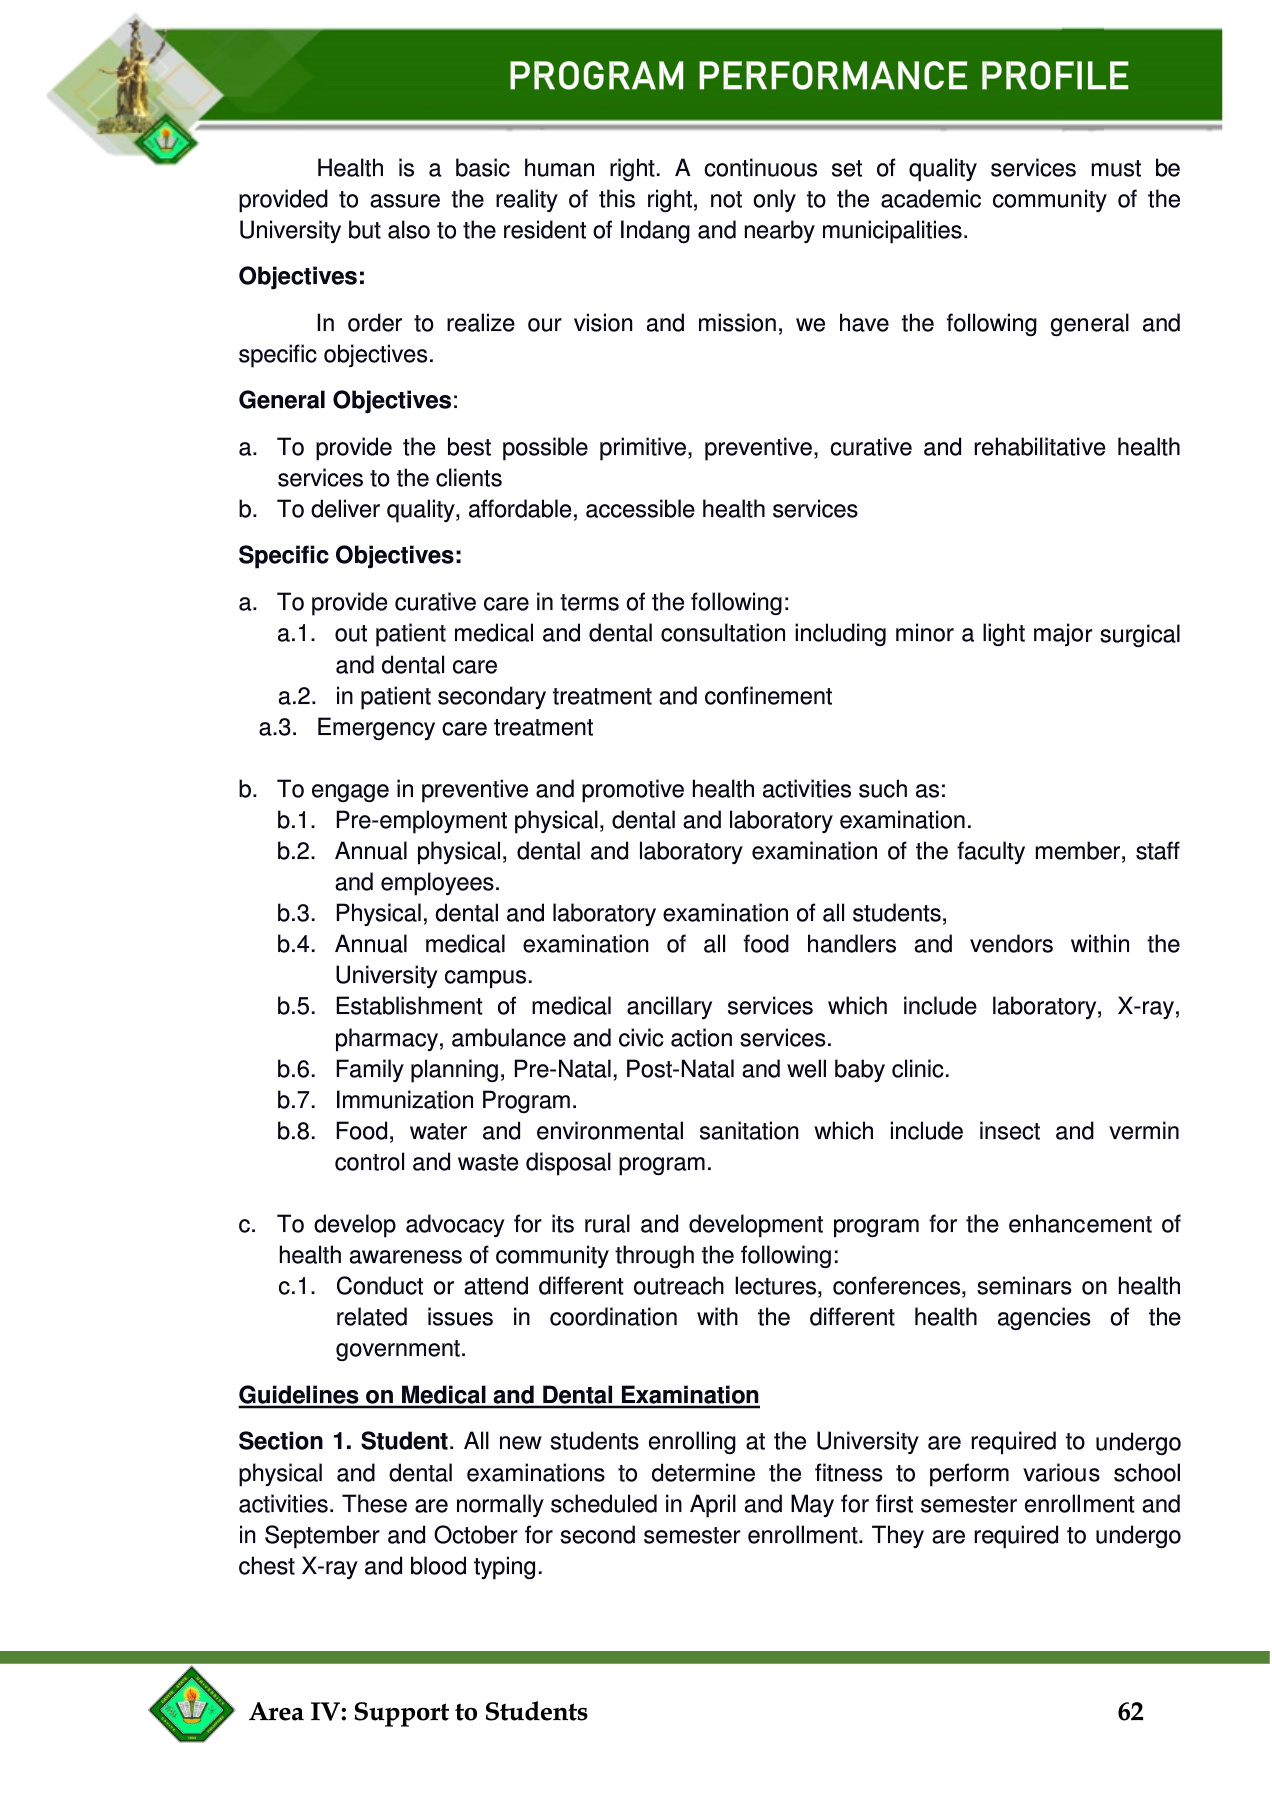 PROGRAM PERFORMANCE PROFILE
Health is a basic human right. A continuous set of quality services must be
provided to assure the reality of this right, not only to the academic community of the
University but also to the resident of Indang and nearby municipalities.
Objectives:
In order to realize our vision and mission, we have the following general and
specific objectives.
General Objectives:
a. To provide the best possible primitive, preventive, curative and rehabilitative health
services to the clients
b. To deliver quality, affordable, accessible health services
Specific Objectives:
a. To provide curative care in terms of the following:
a.1. out patient medical and dental consultation including minor a light major surgical
and dental care
a.2. in patient secondary treatment and confinement
a.3. Emergency care treatment
b. To engage in preventive and promotive health activities such as:
b.1. Pre-employment physical, dental and laboratory examination.
b.2. Annual physical, dental and laboratory examination of the faculty member, staff
and employees.
b.3. Physical, dental and laboratory examination of all students,
b.4. Annual medical examination of all food handlers and vendors within the
University campus.
b.5. Establishment of medical ancillary services which include laboratory, X-ray,
pharmacy, ambulance and civic action services.
b.6. Family planning, Pre-Natal, Post-Natal and well baby clinic.
b.7. Immunization Program.
b.8. Food, water and environmental sanitation which include insect and vermin
control and waste disposal program.
c. To develop advocacy for its rural and development program for the enhancement of
health awareness of community through the following:
c.1. Conduct or attend different outreach lectures, conferences, seminars on health
related issues in coordination with the different health agencies of the
government.
Guidelines on Medical and Dental Examination
Section 1. Student. All new students enrolling at the University are required to undergo
physical and dental examinations to determine the fitness to perform various school
activities. These are normally scheduled in April and May for first semester enrollment and
in September and October for second semester enrollment. They are required to undergo
chest X-ray and blood typing.
Area IV: Support to Students 62